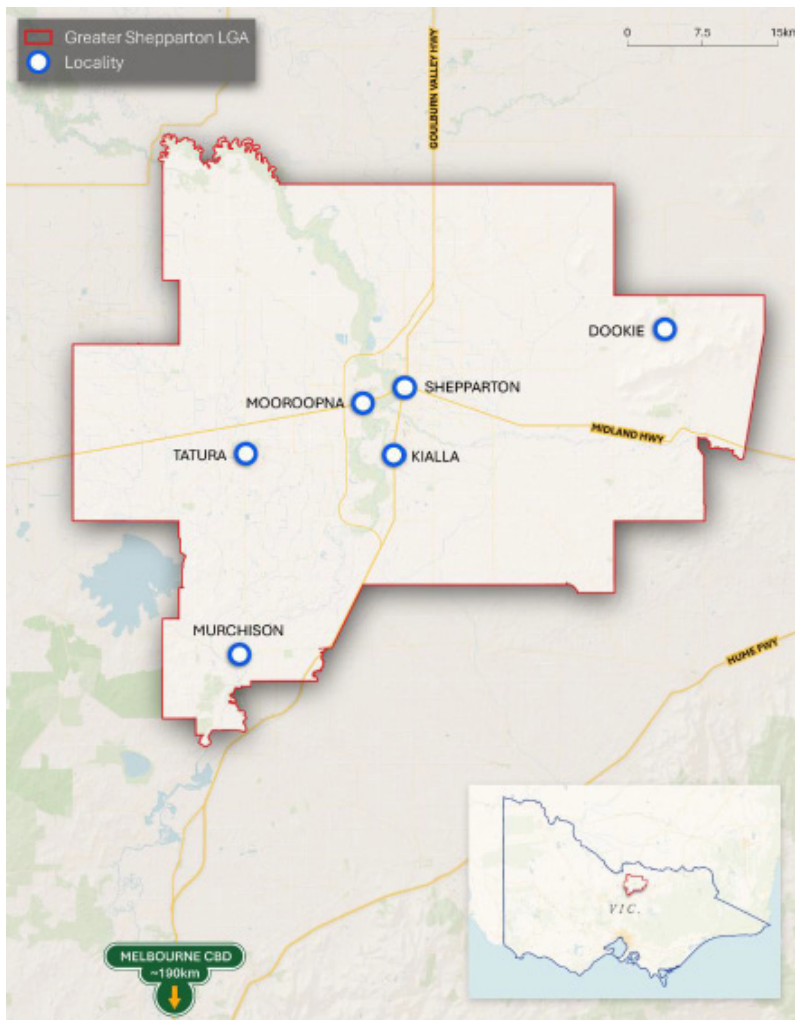 Greater Shepparton LGA
Locality
0 7.5 15km
GOULBURN VALLEY HWY
DOOKIE
SHEPPARTON
MOOROOPNA
MIDLAND HWY
TATURA
KIALLA
MURCHISON
HUME FWY
VIC.
MELBOURNE CBD
~190km